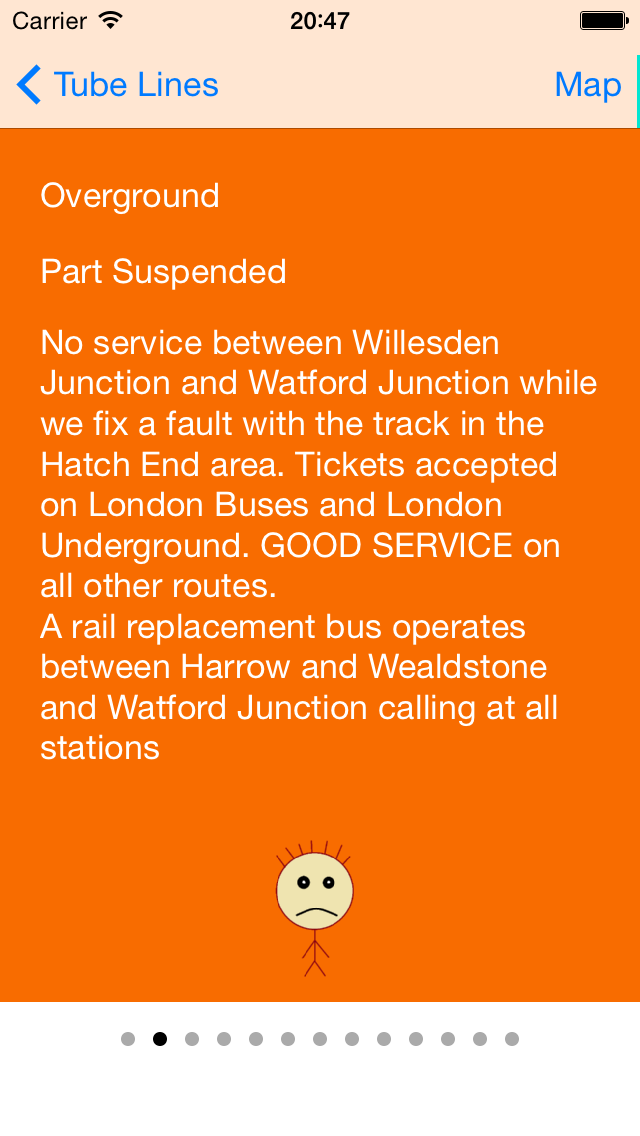 Carrier 20:47
Tube Lines Map
Overground
Part Suspended
No service between Willesden
Junction and Watford Junction while
we fix a fault with the track in the
Hatch End area. Tickets accepted
on London Buses and London
Underground. GOOD SERVICE on
all other routes.
A rail replacement bus operates
between Harrow and Wealdstone
and Watford Junction calling at all
stations